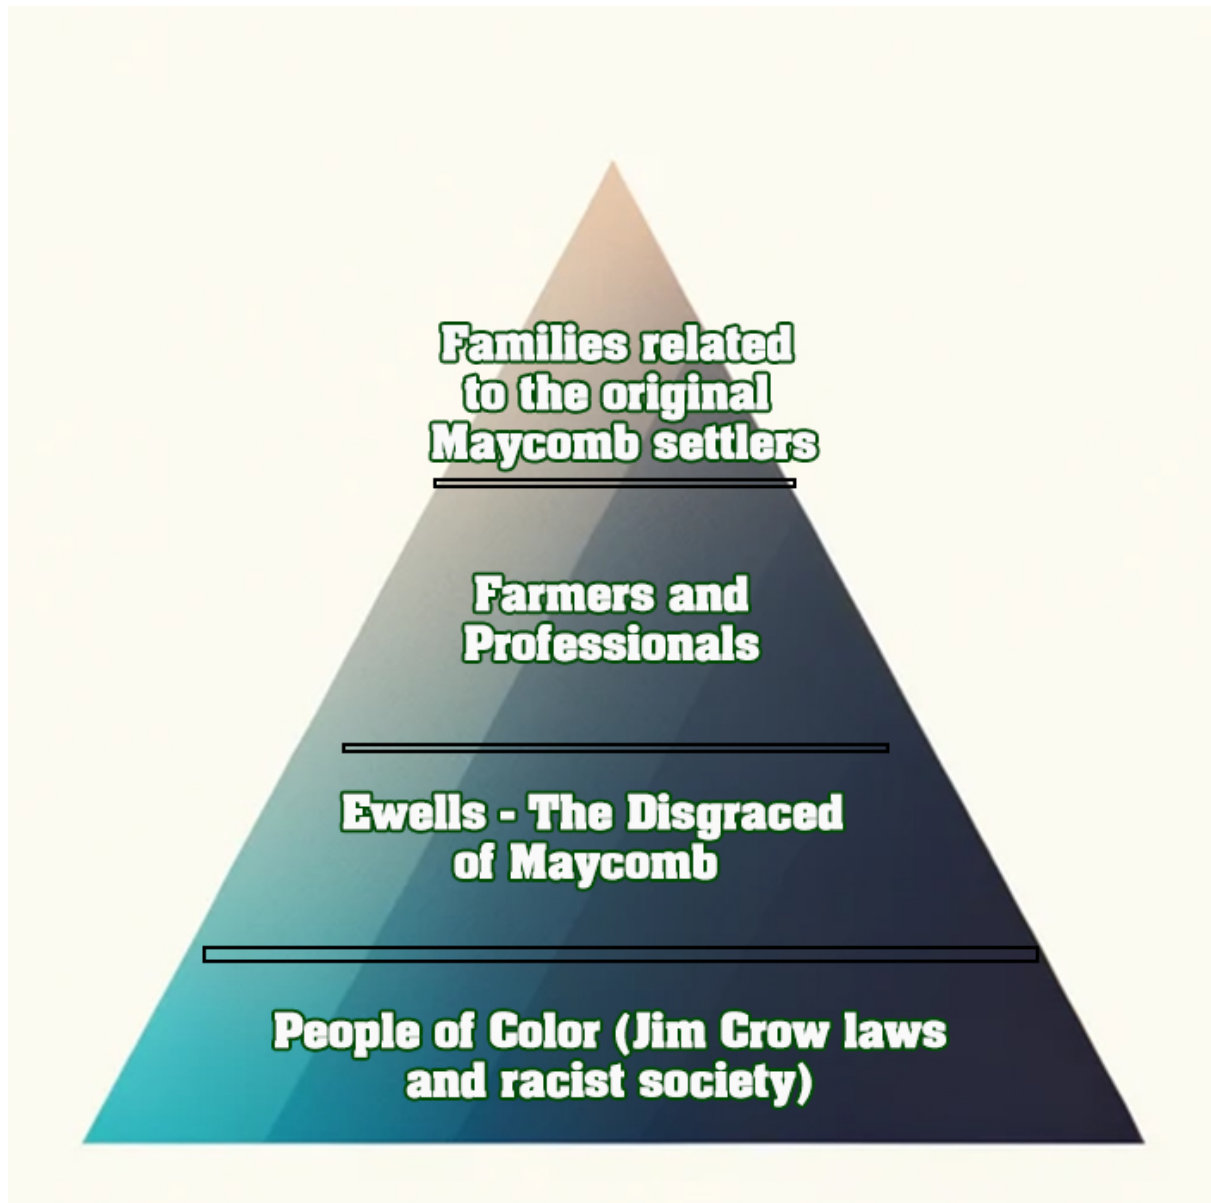 Families related
to the original
Maycomb settlers
Farmers and
Professionals
Ewells - The Disgraced
of Maycomb
People of Color (Jim Crow laws
and racist society)